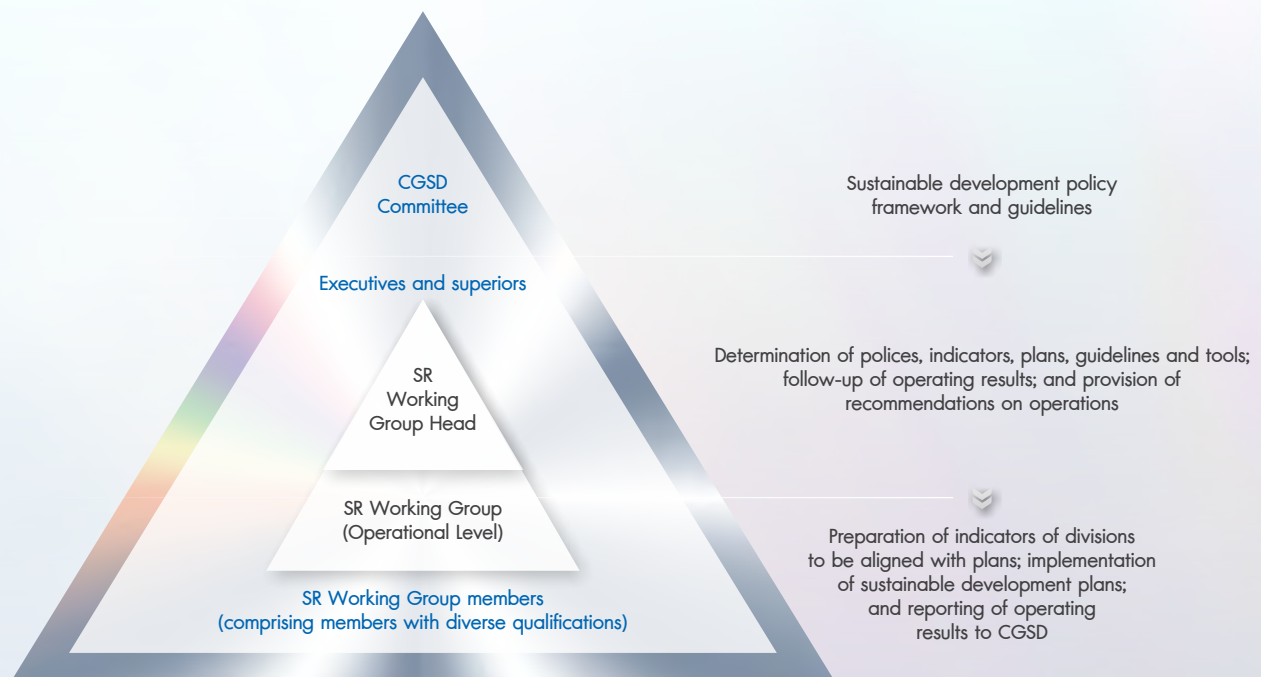 CGSD
Committee
Sustainable development policy
framework and guidelines
Executives and superiors
SR
Working
Group Head
Determination of polices, indicators, plans, guidelines and tools;
follow-up of operating results; and provision of
recommendations on operations
SR Working Group
(Operational Level)
SR Working Group members
(comprising members with diverse qualifications)
Preparation of indicators of divisions
to be aligned with plans; implementation
of sustainable development plans;
and reporting of operating
results to CGSD